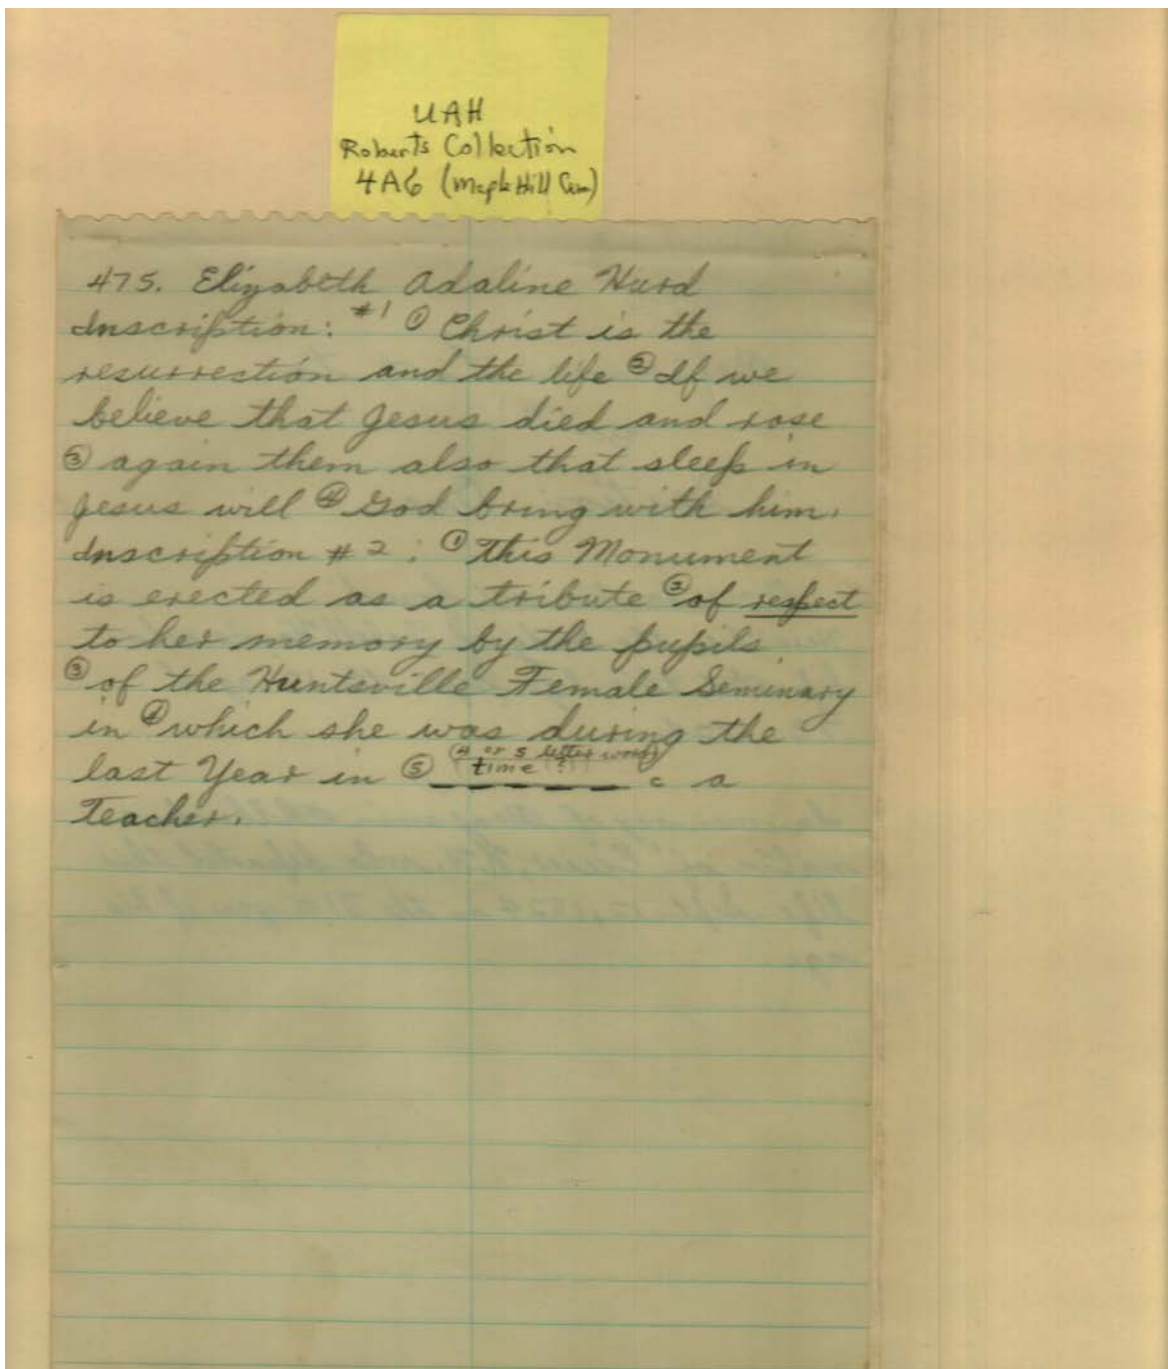 UAH
Roberts Collection
4A6 (Maple Hill Cem)
475. Elizabeth Adaline Hurd
Inscription: #1 ① Christ is the
resurrection and the life ② If we
believe that Jesus died and rose
③ again them also that sleep in
Jesus will ④ God bring with him.
Inscription # 2 : ① This Monument
is erected as a tribute ② of respect
to her memory by the pupils
③ of the Huntsville Female Seminary
in ④ which she was during the
(4 or 5 letter word)
time ?
last Year in ⑤ _ _ _ _ _ c a
Teacher.